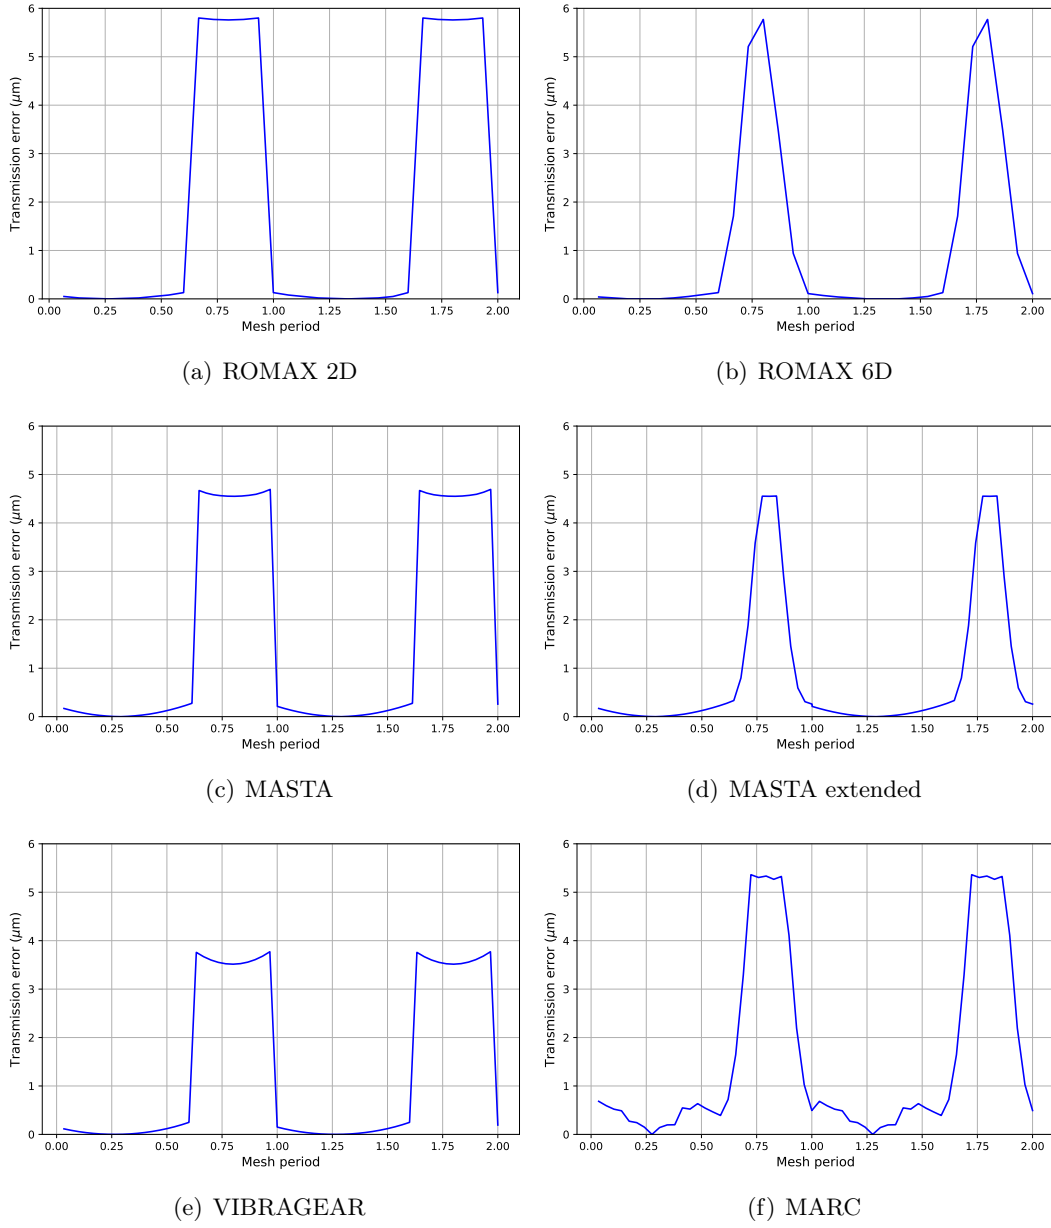 6
5
4
3
2
1
0
Transmission error (μm)
0.00 0.25 0.50 0.75 1.00 1.25 1.50 1.75 2.00
Mesh period
(a) ROMAX 2D
6
5
4
3
2
1
0
Transmission error (μm)
0.00 0.25 0.50 0.75 1.00 1.25 1.50 1.75 2.00
Mesh period
(b) ROMAX 6D
6
5
4
3
2
1
0
Transmission error (μm)
0.00 0.25 0.50 0.75 1.00 1.25 1.50 1.75 2.00
Mesh period
(c) MASTA
6
5
4
3
2
1
0
Transmission error (μm)
0.00 0.25 0.50 0.75 1.00 1.25 1.50 1.75 2.00
Mesh period
(d) MASTA extended
6
5
4
3
2
1
0
Transmission error (μm)
0.00 0.25 0.50 0.75 1.00 1.25 1.50 1.75 2.00
Mesh period
(e) VIBRAGEAR
6
5
4
3
2
1
0
Transmission error (μm)
0.00 0.25 0.50 0.75 1.00 1.25 1.50 1.75 2.00
Mesh period
(f) MARC